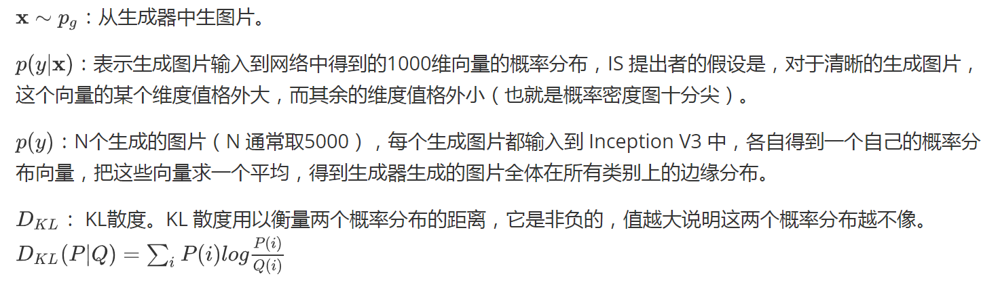 x ∼ p_g：从生成器中生图片。
p(y|x)：表示生成图片输入到网络中得到的1000维向量的概率分布，IS 提出者的假设是，对于清晰的生成图片，
这个向量的某个维度值格外大，而其余的维度值格外小（也就是概率密度图十分尖）。
p(y)：N个生成的图片（N 通常取5000），每个生成图片都输入到 Inception V3 中，各自得到一个自己的概率分
布向量，把这些向量求一个平均，得到生成器生成的图片全体在所有类别上的边缘分布。
D_{KL}： KL散度。KL 散度用以衡量两个概率分布的距离，它是非负的，值越大说明这两个概率分布越不像。
D_{KL}(P|Q) = ∑_i P(i)log\frac{P(i)}{Q(i)}